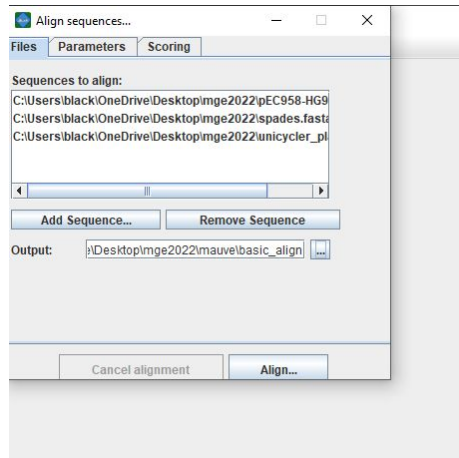 Align sequences...
Files Parameters Scoring
Sequences to align:
C:\Users\black\OneDrive\Desktop\mge2022\pEC958-HG9
C:\Users\black\OneDrive\Desktop\mge2022\spades.fasta
C:\Users\black\OneDrive\Desktop\mge2022\unicycler_pl
Add Sequence... Remove Sequence
Output: e\Desktop\mge2022\mauve\basic_align ...
Cancel alignment Align...